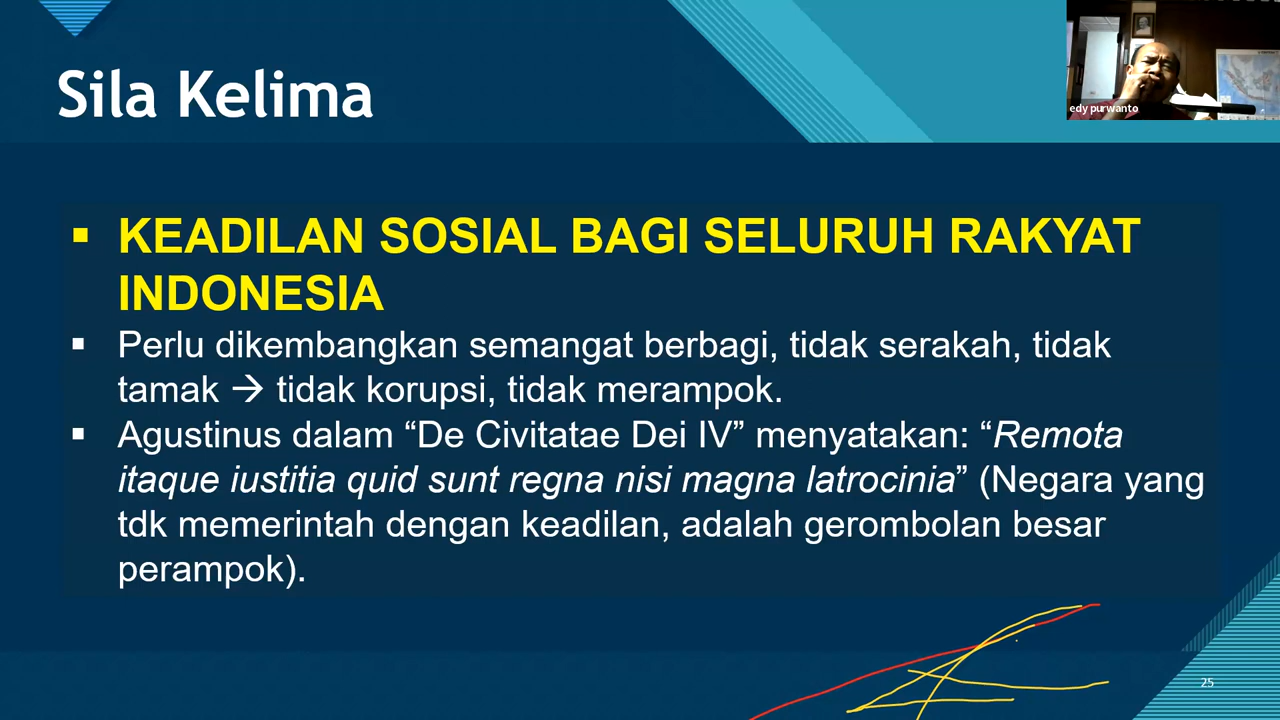 Sila Kelima
edy purwanto
▪ KEADILAN SOSIAL BAGI SELURUH RAKYAT
INDONESIA
▪ Perlu dikembangkan semangat berbagi, tidak serakah, tidak
tamak → tidak korupsi, tidak merampok.
▪ Agustinus dalam “De Civitatae Dei IV” menyatakan: “Remota
itaque iustitia quid sunt regna nisi magna latrocinia” (Negara yang
tdk memerintah dengan keadilan, adalah gerombolan besar
perampok).
25